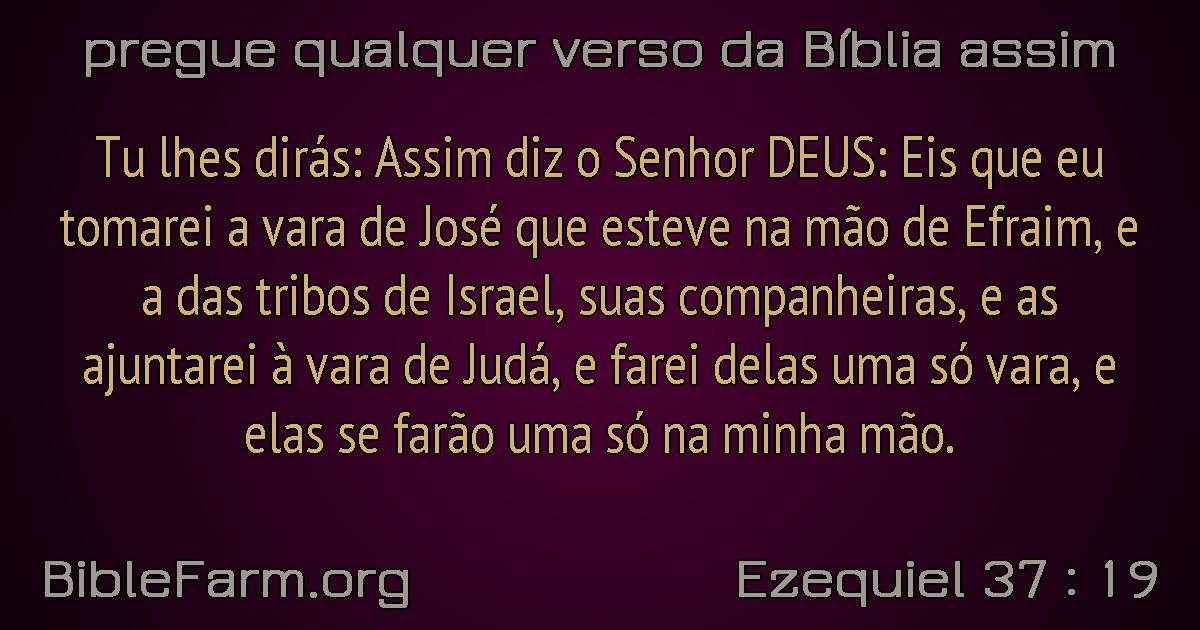 pregue qualquer verso da Bíblia assim
Tu lhes dirás: Assim diz o Senhor DEUS: Eis que eu
tomarei a vara de José que esteve na mão de Efraim, e
a das tribos de Israel, suas companheiras, e as
ajuntarei à vara de Judá, e farei delas uma só vara, e
elas se farão uma só na minha mão.
BibleFarm.org
Ezequiel 37 : 19